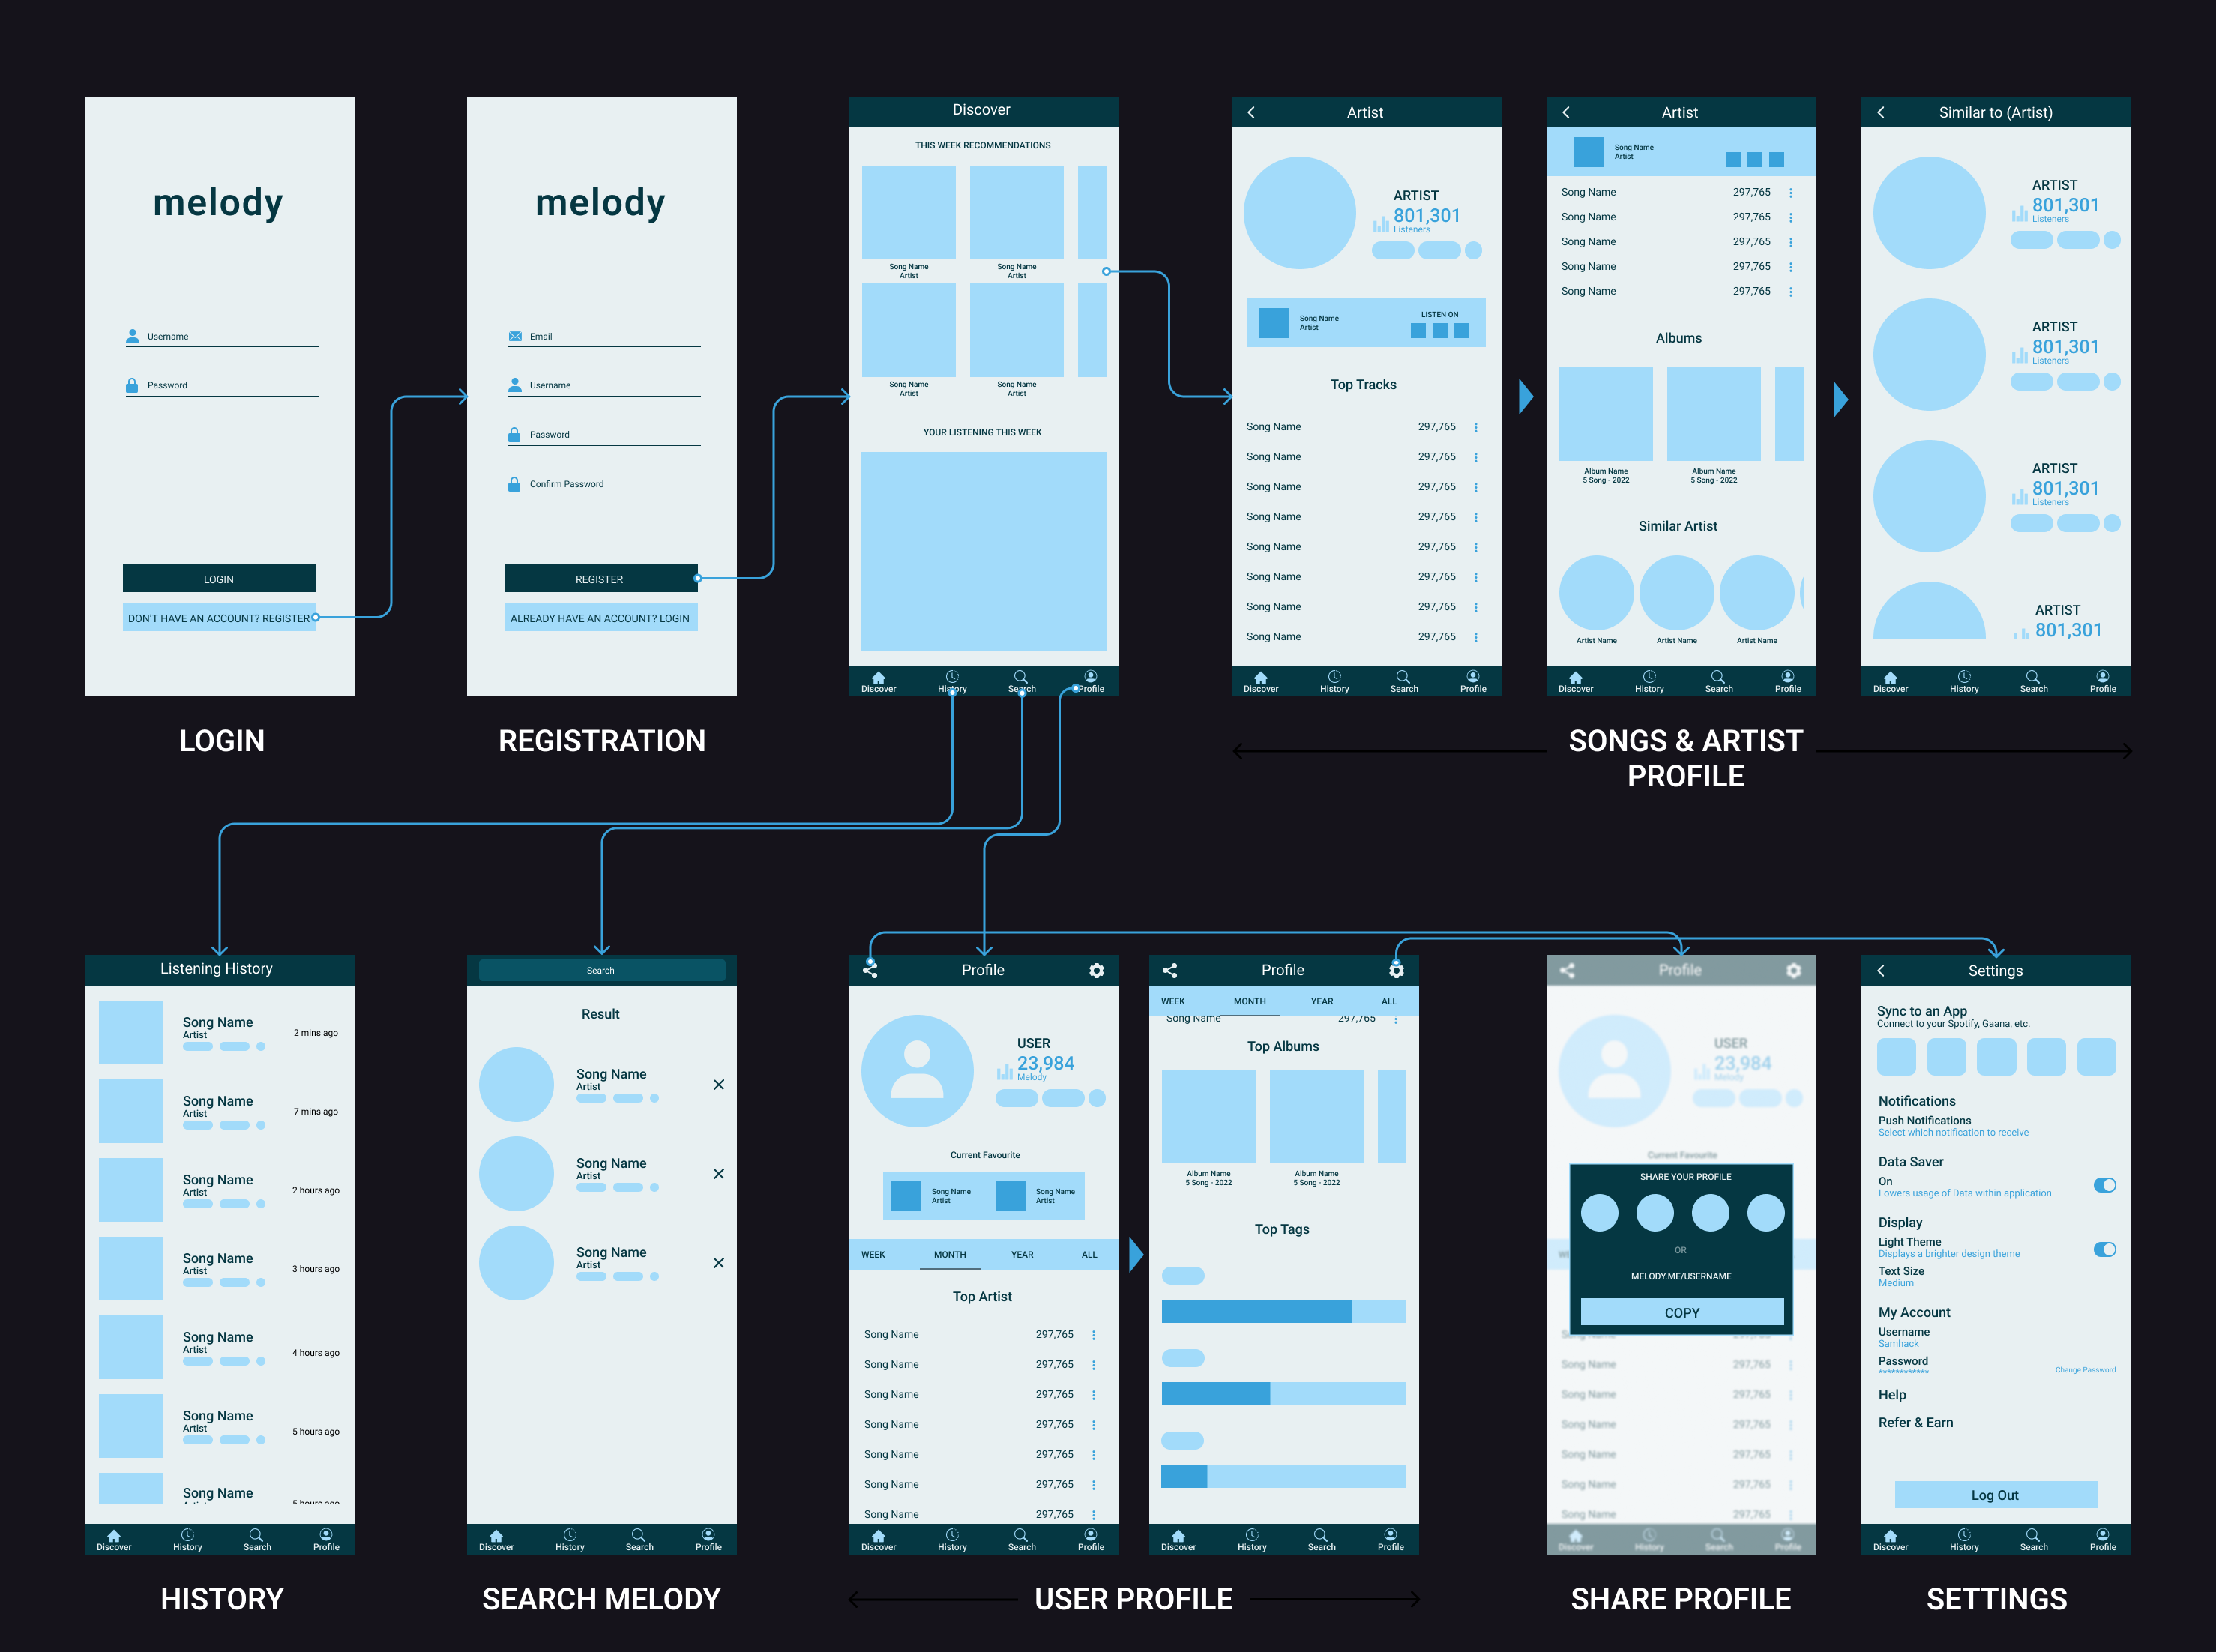 melody
Username
Password
LOGIN
DON'T HAVE AN ACCOUNT? REGISTER
LOGIN
melody
Email
Username
Password
Confirm Password
REGISTER
ALREADY HAVE AN ACCOUNT? LOGIN
REGISTRATION
Discover
THIS WEEK RECOMMENDATIONS
Song Name Song Name
Artist Artist
Song Name Song Name
Artist Artist
YOUR LISTENING THIS WEEK
Discover History Search Profile
Artist
ARTIST
801,301
Listeners
Song Name
Artist
LISTEN ON
Top Tracks
Song Name 297,765
Song Name 297,765
Song Name 297,765
Song Name 297,765
Song Name 297,765
Song Name 297,765
Song Name 297,765
Song Name 297,765
Discover History Search Profile
Artist
Song Name
Artist
Song Name 297,765
Song Name 297,765
Song Name 297,765
Song Name 297,765
Song Name 297,765
Albums
Album Name Album Name
5 Song - 2022 5 Song - 2022
Similar Artist
Artist Name Artist Name Artist Name
Discover History Search Profile
Similar to (Artist)
ARTIST
801,301
Listeners
ARTIST
801,301
Listeners
ARTIST
801,301
Listeners
ARTIST
801,301
Discover History Search Profile
SONGS & ARTIST
PROFILE
Listening History
Song Name
Artist
2 mins ago
Song Name
Artist
7 mins ago
Song Name
Artist
2 hours ago
Song Name
Artist
3 hours ago
Song Name
Artist
4 hours ago
Song Name
Artist
5 hours ago
Song Name
5 hours ago
Discover History Search Profile
HISTORY
Search
Result
Song Name
Artist
Song Name
Artist
Song Name
Artist
Discover History Search Profile
SEARCH MELODY
Profile
USER
23,984
Melody
Current Favourite
Song Name Song Name
Artist Artist
WEEK MONTH YEAR ALL
Top Artist
Song Name 297,765
Song Name 297,765
Song Name 297,765
Song Name 297,765
Song Name 297,765
Song Name 297,765
Song Name 297,765
Discover History Search Profile
Profile
WEEK MONTH YEAR ALL
Song Name 297,765
Top Albums
Album Name Album Name
5 Song - 2022 5 Song - 2022
Top Tags
Discover History Search Profile
USER PROFILE
Profile
USER
23,984
Melody
Current Favourite
SHARE YOUR PROFILE
OR
MELODY.ME/USERNAME
COPY
Song Name 297,765
Song Name 297,765
Song Name 297,765
Song Name 297,765
Song Name 297,765
Song Name 297,765
Discover History Search Profile
SHARE PROFILE
Settings
Sync to an App
Connect to your Spotify, Gaana, etc.
Notifications
Push Notifications
Select which notification to receive
Data Saver
On
Lowers usage of Data within application
Display
Light Theme
Displays a brighter design theme
Text Size
Medium
My Account
Username
Samhack
Password
************ Change Password
Help
Refer & Earn
Log Out
Discover History Search Profile
SETTINGS